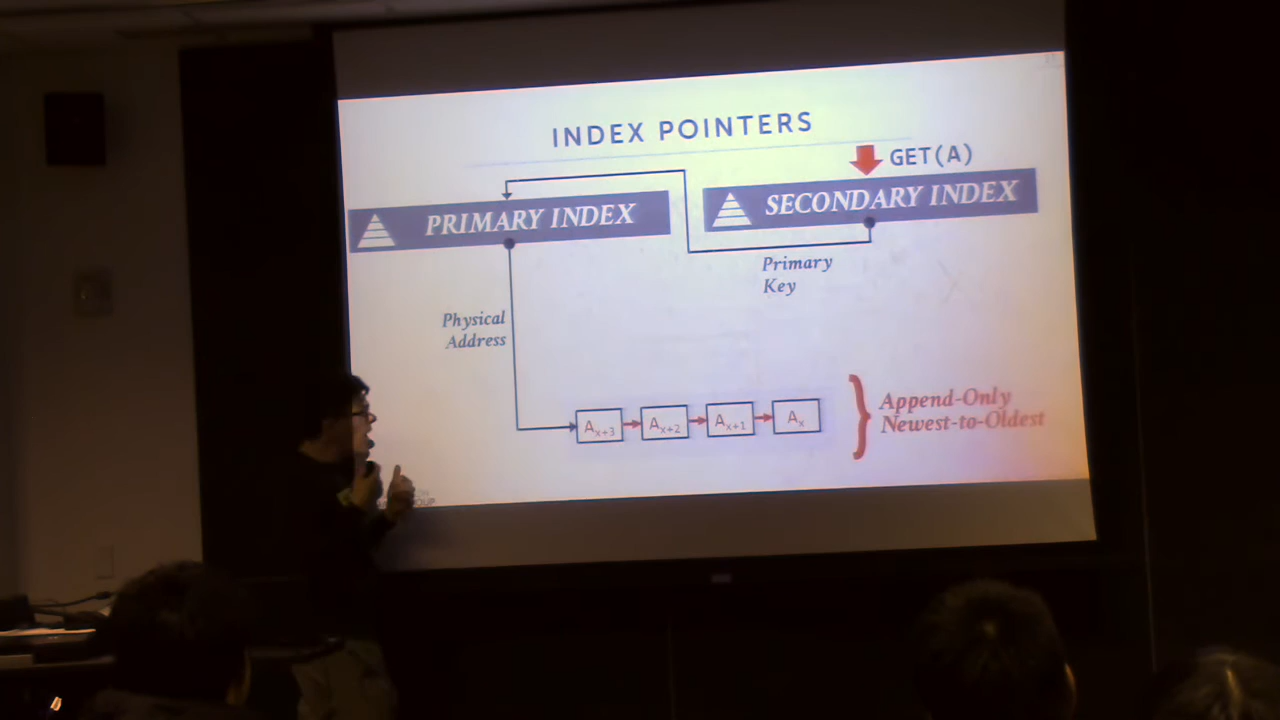 INDEX POINTERS
GET(A)
PRIMARY INDEX
SECONDARY INDEX
Primary
Key
Physical
Address
Ax+3
Ax+2
Ax+1
Ax
Append-Only
Newest-to-Oldest